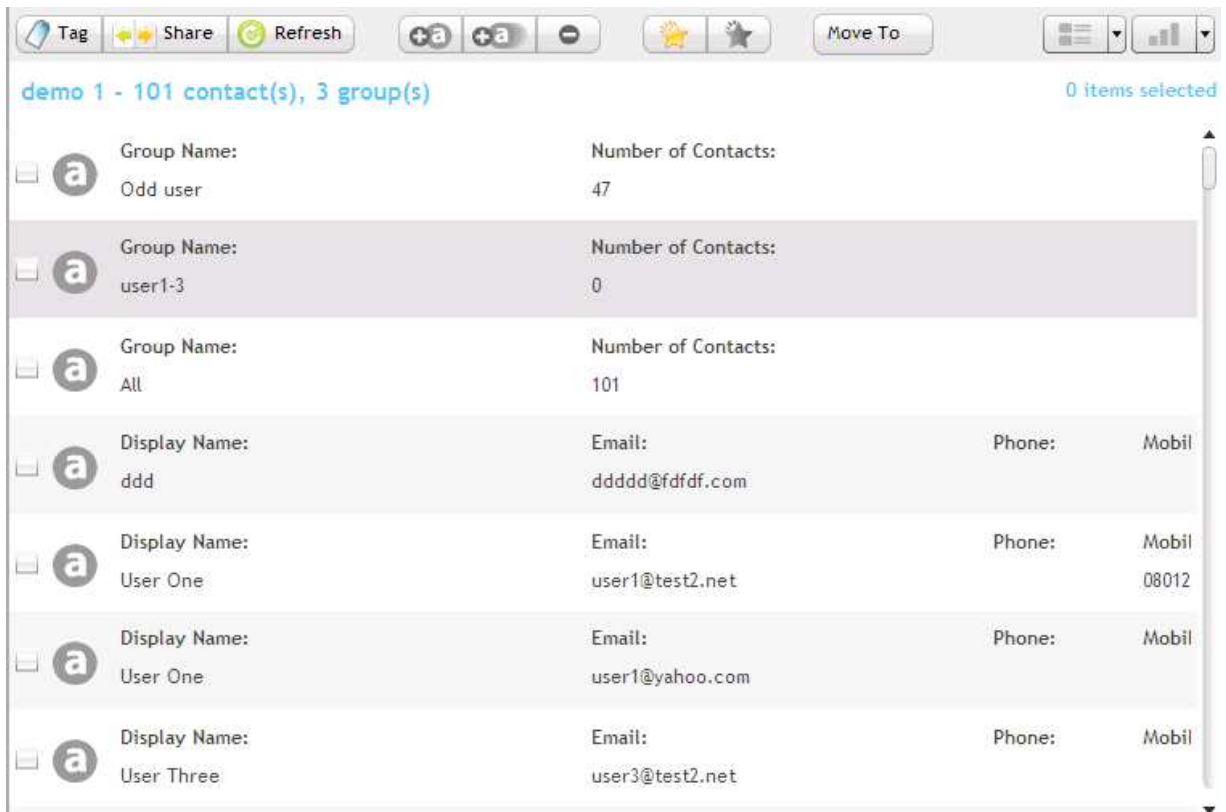 Tag Share Refresh a a Move To
demo 1 - 101 contact(s), 3 group(s) 0 items selected
Group Name: Number of Contacts:
a
Odd user 47
Group Name: Number of Contacts:
a
user1-3 0
Group Name: Number of Contacts:
a
All 101
Display Name: Email: Phone: Mobil
a
ddd ddddd@fdfdf.com
Display Name: Email: Phone: Mobil
a
User One user1@test2.net 08012
Display Name: Email: Phone: Mobil
a
User One user1@yahoo.com
Display Name: Email: Phone: Mobil
a
User Three user3@test2.net